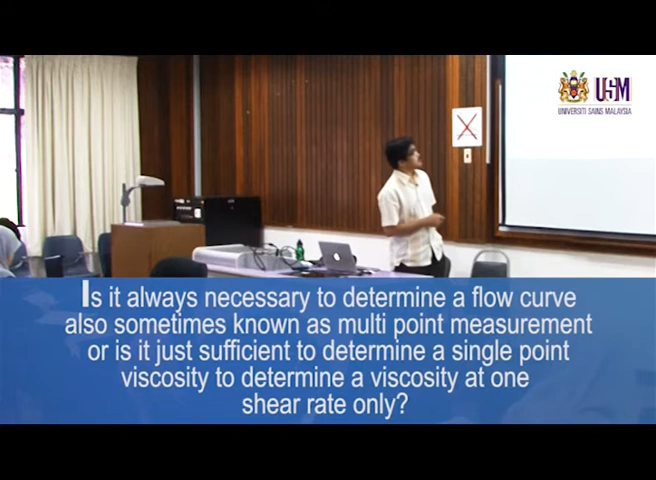 USM
UNIVERSITI SAINS MALAYSIA
Is it always necessary to determine a flow curve
also sometimes known as multi point measurement
or is it just sufficient to determine a single point
viscosity to determine a viscosity at one
shear rate only?